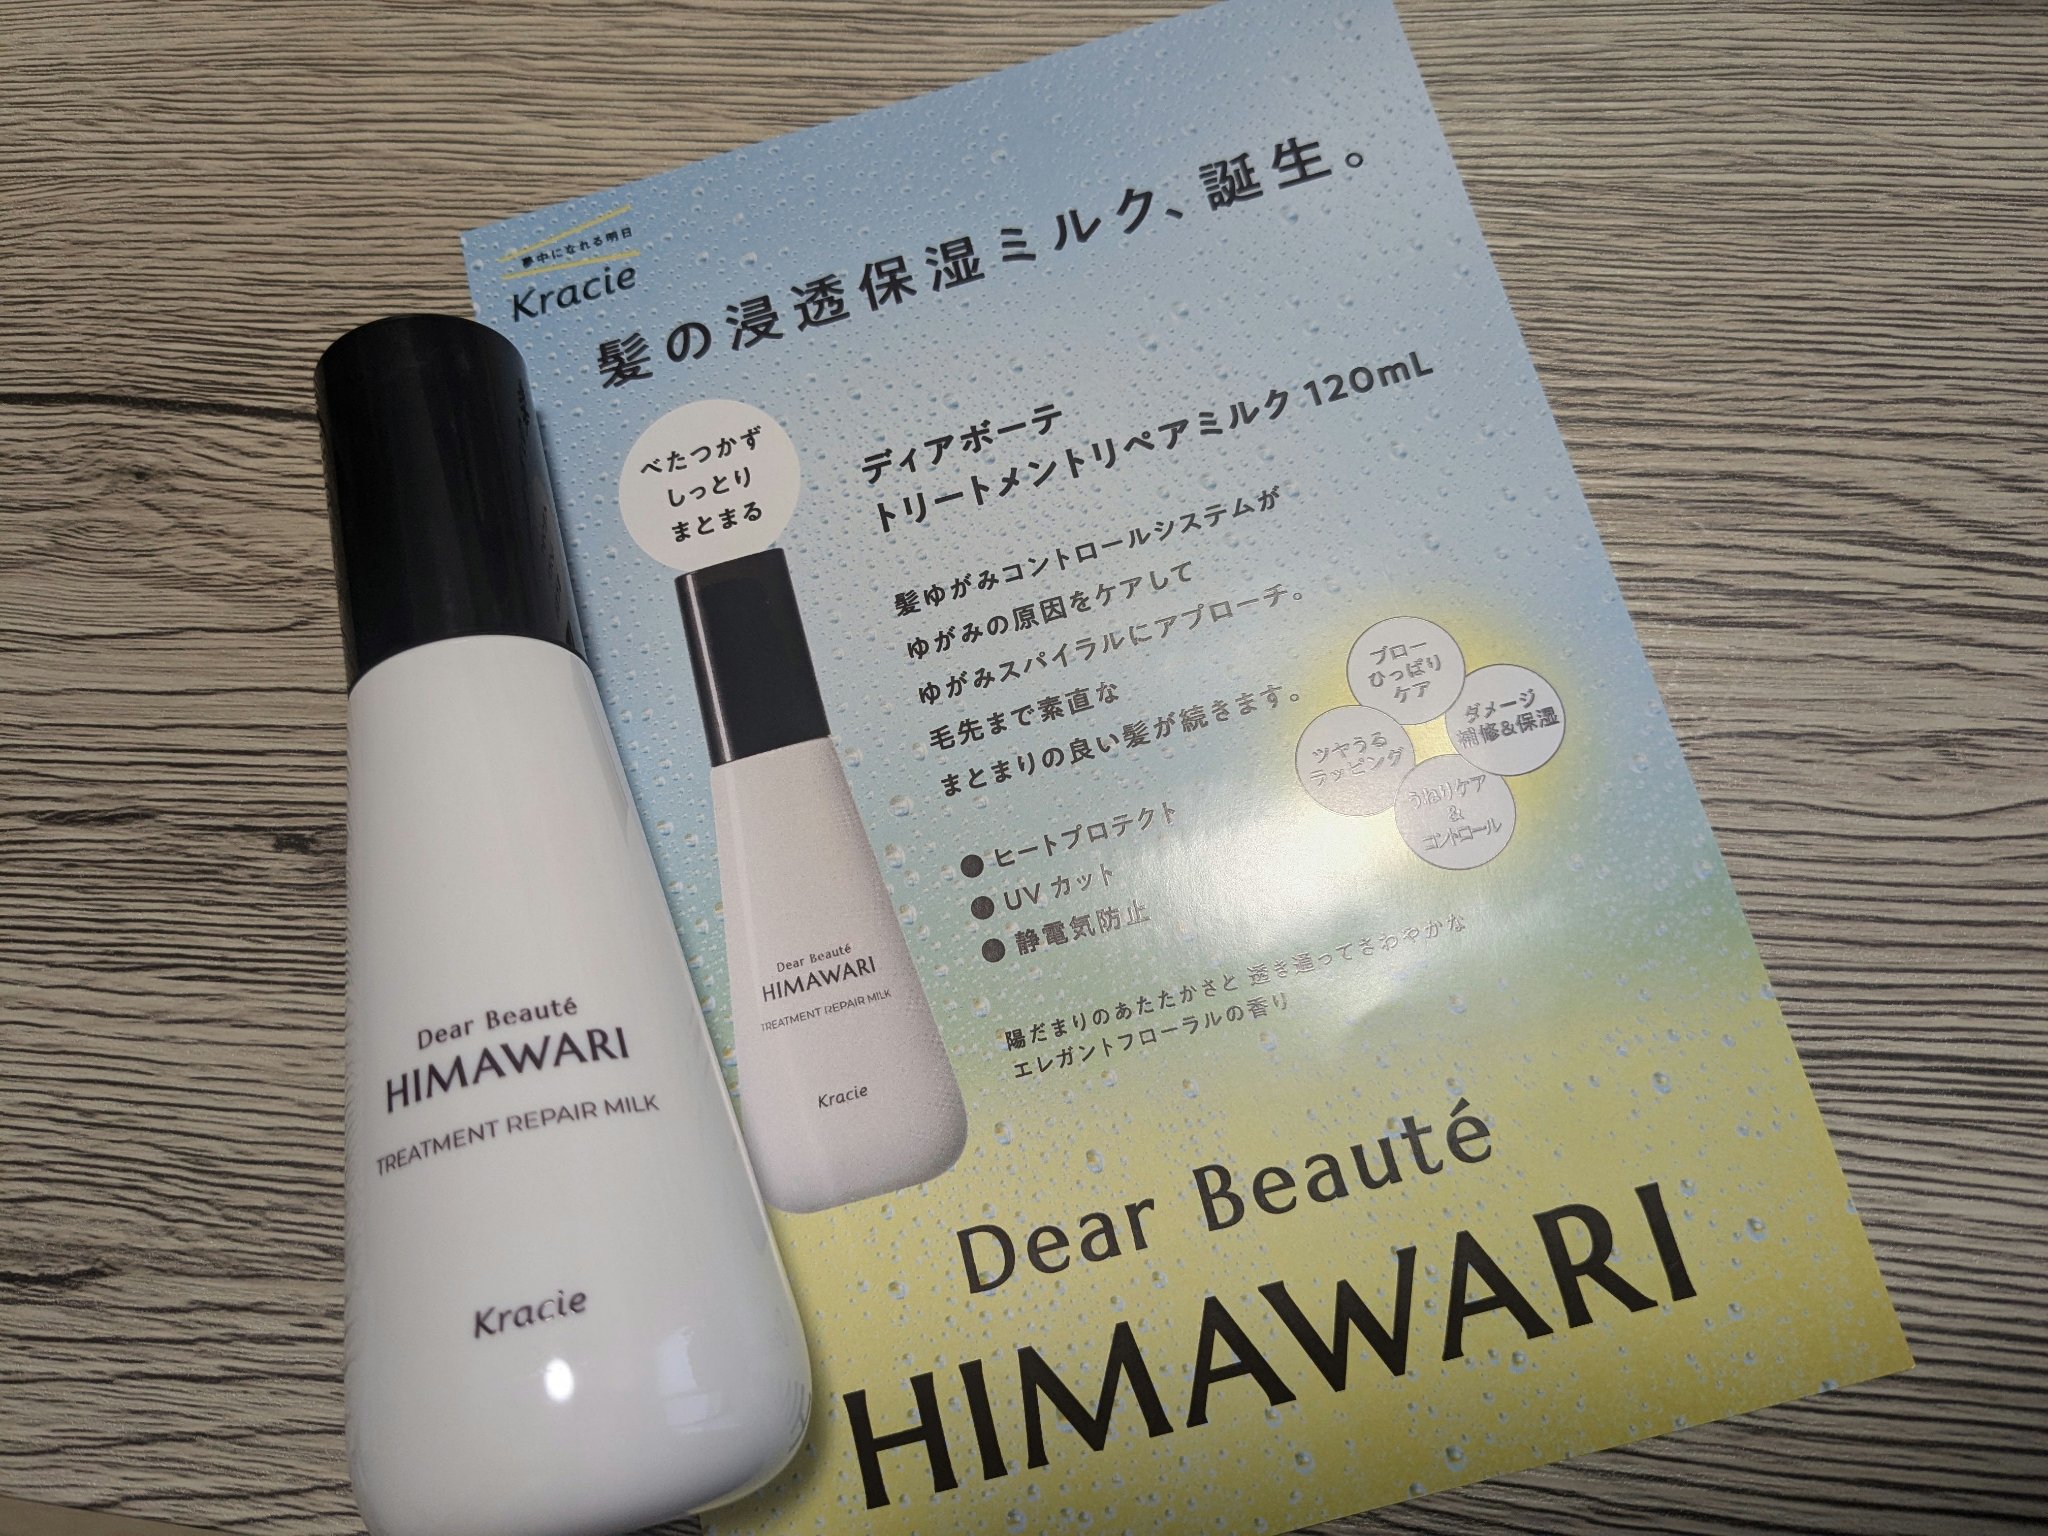 夢中になれる明日
Kracie
髪の浸透保湿ミルク、誕生。
べたつかず
しっとり
まとまる
ディアボーテ
トリートメントリペアミルク 120mL
髪ゆがみコントロールシステムが
ゆがみの原因をケアして
ゆがみスパイラルにアプローチ。
毛先まで素直な
まとまりの良い髪が続きます。
ブロー
ひっぱり
ケア
ダメージ
補修&保湿
ツヤうる
ラッピング
うねりケア
&
コントロール
● ヒートプロテクト
● UV カット
● 静電気防止
陽だまりのあたたかさと 透き通ってさわやかな
エレガントフローラルの香り
Dear Beauté
HIMAWARI
TREATMENT REPAIR MILK
Kracie
Dear Beauté
HIMAWARI
Dear Beauté
HIMAWARI
TREATMENT REPAIR MILK
Kracie